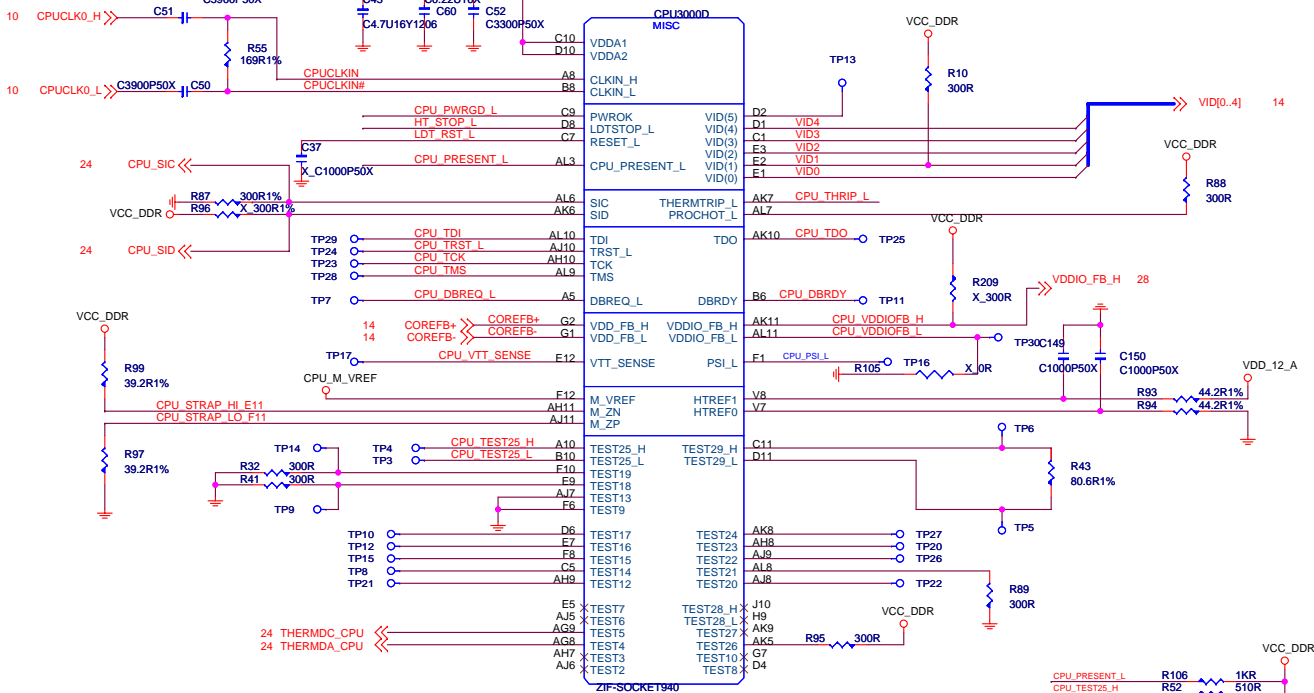 C3900P50X
C43
C4.7U16Y1206
C0.22U16X
C60
C52
C3300P50X
10 CPUCLK0_H
C51
R55
169R1%
10 CPUCLK0_L
C3900P50X C50
CPUCLKIN
CPUCLKIN#
CPU3000D
MISC
C10 VDDA1
D10 VDDA2
A8 CLKIN_H
B8 CLKIN_L
VCC_DDR
R10
300R
TP13
CPU_PWRGD_L C9 PWROK
HT_STOP_L D8 LDTSTOP_L
LDT_RST_L C7 RESET_L
C37
X_C1000P50X
CPU_PRESENT_L AL3 CPU_PRESENT_L
VID(5) D2
VID(4) D1 VID4
VID(3) C1 VID3
VID(2) E3 VID2
VID(1) E2 VID1
VID(0) E1 VID0
VID[0..4] 14
VCC_DDR
R88
300R
24 CPU_SIC
R87 300R1%
VCC_DDR R96 X_300R1%
24 CPU_SID
AL6 SIC
AK6 SID
THERMTRIP_L AK7 CPU_THRIP_L
PROCHOT_L AL7
VCC_DDR
R209
X_300R
TP29 CPU_TDI AL10 TDI
TP24 CPU_TRST_L AJ10 TRST_L
TP23 CPU_TCK AH10 TCK
TP28 CPU_TMS AL9 TMS
TDO AK10 CPU_TDO TP25
TP7 CPU_DBREQ_L A5 DBREQ_L
DBRDY B6 CPU_DBRDY TP11
VDDIO_FB_H 28
14 COREFB+ COREFB+ G2 VDD_FB_H
14 COREFB- COREFB- G1 VDD_FB_L
VDDIO_FB_H AK11 CPU_VDDIOFB_H
VDDIO_FB_L AL11 CPU_VDDIOFB_L
TP30
TP17 CPU_VTT_SENSE E12 VTT_SENSE
PSI_L F1 CPU_PSI_L TP16
R105 X_0R
C149
C1000P50X
C150
C1000P50X
VDD_12_A
R93 44.2R1%
R94 44.2R1%
VCC_DDR
R99
39.2R1%
R97
39.2R1%
CPU_M_VREF
F12 M_VREF
CPU_STRAP_HI_E11 AH11 M_ZN
CPU_STRAP_LO_F11 AJ11 M_ZP
HTREF1 V8
HTREF0 V7
TP14
TP4 CPU_TEST25_H A10 TEST25_H
TP3 CPU_TEST25_L B10 TEST25_L
R32 300R F10 TEST19
R41 300R E9 TEST18
AJ7 TEST13
F6 TEST9
TP9
TEST29_H C11
TEST29_L D11
TP6
R43
80.6R1%
TP5
TP10 D6 TEST17
TP12 E7 TEST16
TP15 F8 TEST15
TP8 C5 TEST14
TP21 AH9 TEST12
TEST24 AK8 TP27
TEST23 AH8 TP20
TEST22 AJ9 TP26
TEST21 AL8
TEST20 AJ8 TP22
R89
300R
E5 TEST7
AJ5 TEST6
24 THERMDC_CPU AG9 TEST5
24 THERMDA_CPU AG8 TEST4
AH7 TEST3
AJ6 TEST2
TEST28_H J10
TEST28_L H9
TEST27 AK9
TEST26 AK5
TEST10 G7
TEST8 D4
R95 300R
VCC_DDR
ZIF-SOCKET940
VCC_DDR
CPU_PRESENT_L R106 1KR
CPU_TEST25_H R52 510R